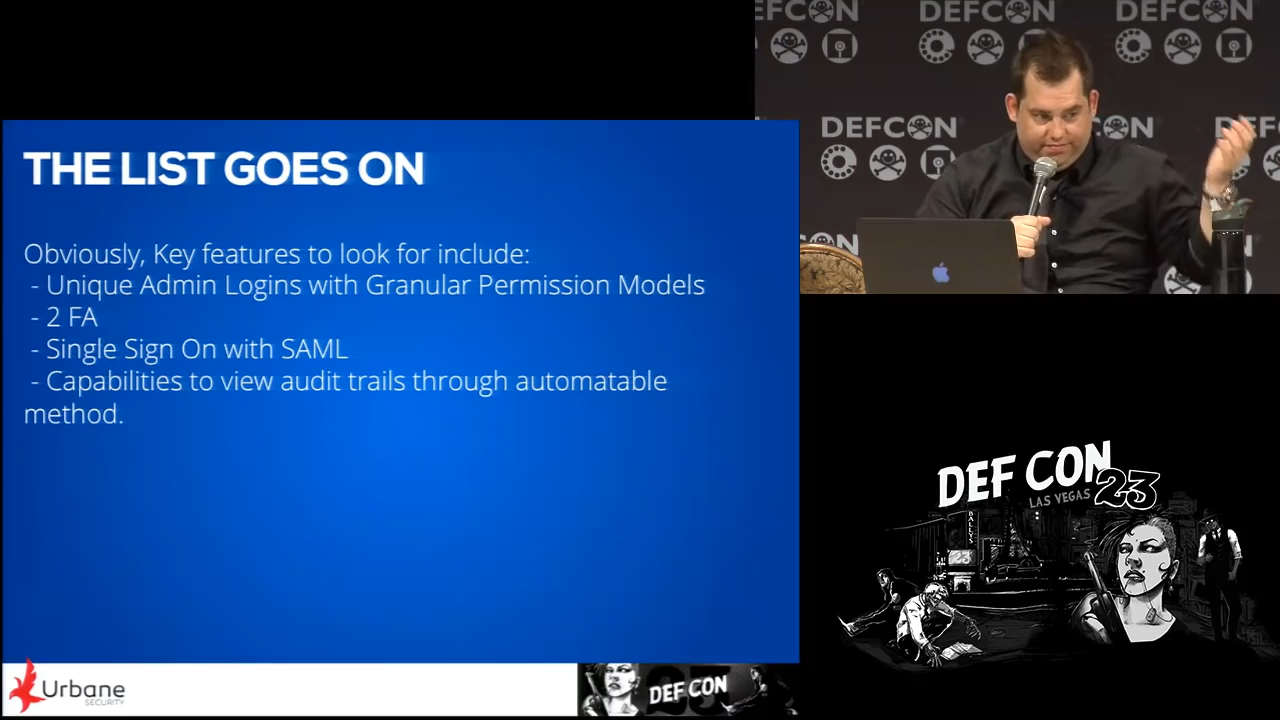 THE LIST GOES ON
Obviously, Key features to look for include:
- Unique Admin Logins with Granular Permission Models
- 2 FA
- Single Sign On with SAML
- Capabilities to view audit trails through automatable
method.
Urbane
SECURITY
DEF CON
DEFCON DEFCON DEFCON
DEFCON
DEF CON
23
LAS VEGAS
BALLYS